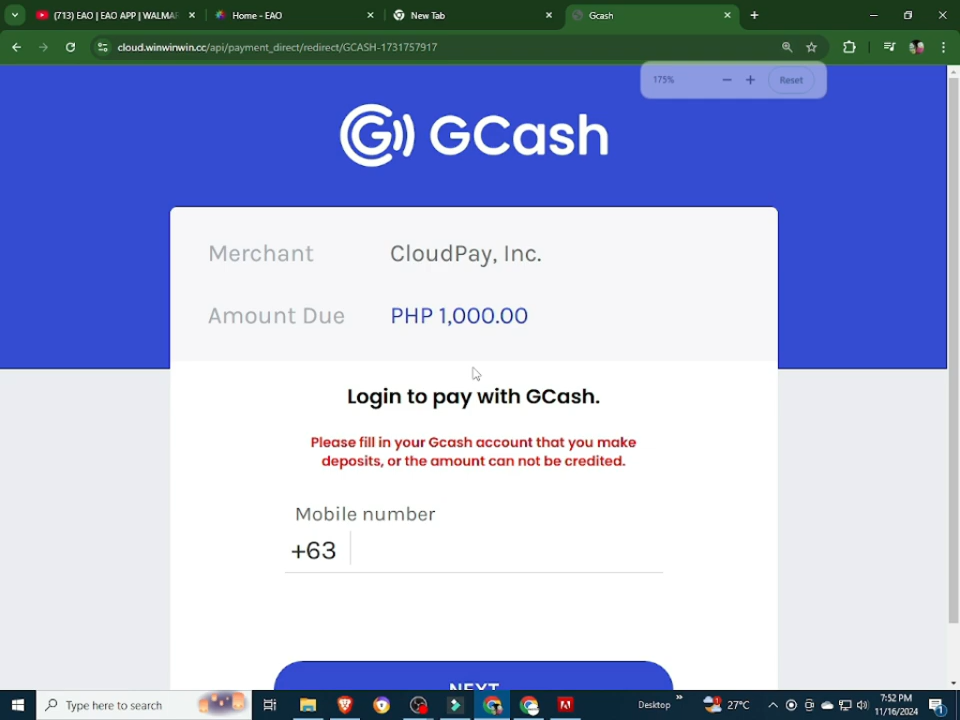 (713) EAO | EAO APP | WALMAR
Home - EAO
New Tab
Gcash
cloud.winwinwin.cc/api/payment_direct/redirect/GCASH-1731757917
175%
Reset
GCash
Merchant
CloudPay, Inc.
Amount Due
PHP 1,000.00
Login to pay with GCash.
Please fill in your Gcash account that you make
deposits, or the amount can not be credited.
Mobile number
+63
NEXT
Type here to search
Desktop
27°C
7:52 PM
11/16/2024